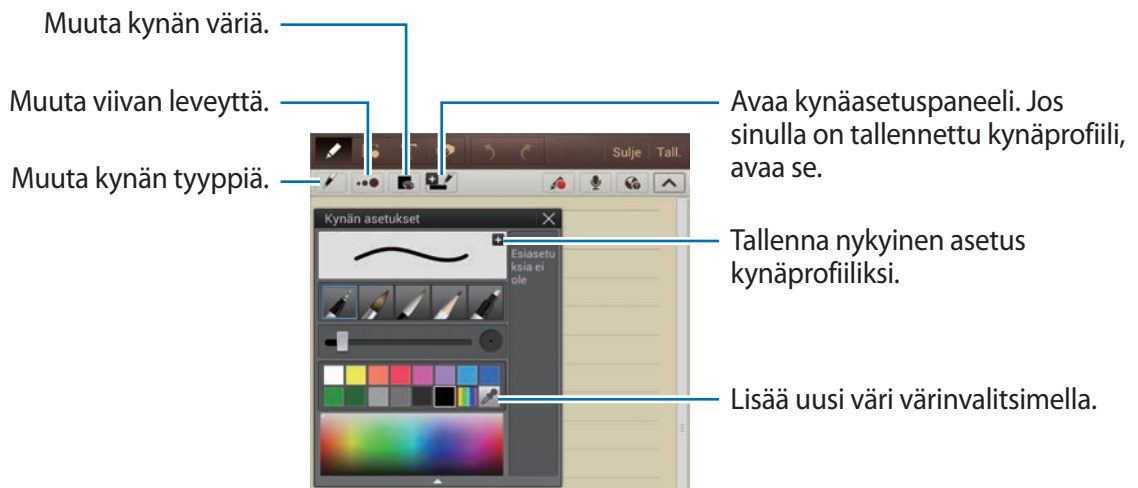 Muuta kynän väriä.
Muuta viivan leveyttä.
Muuta kynän tyyppiä.
Avaa kynäasetuspaneeli. Jos
sinulla on tallennettu kynäprofiili,
avaa se.
Sulje
Tall.
Kynän asetukset
Esiasetu
ksia ei
ole
Tallenna nykyinen asetus
kynäprofiiliksi.
Lisää uusi väri värinvalitsimella.